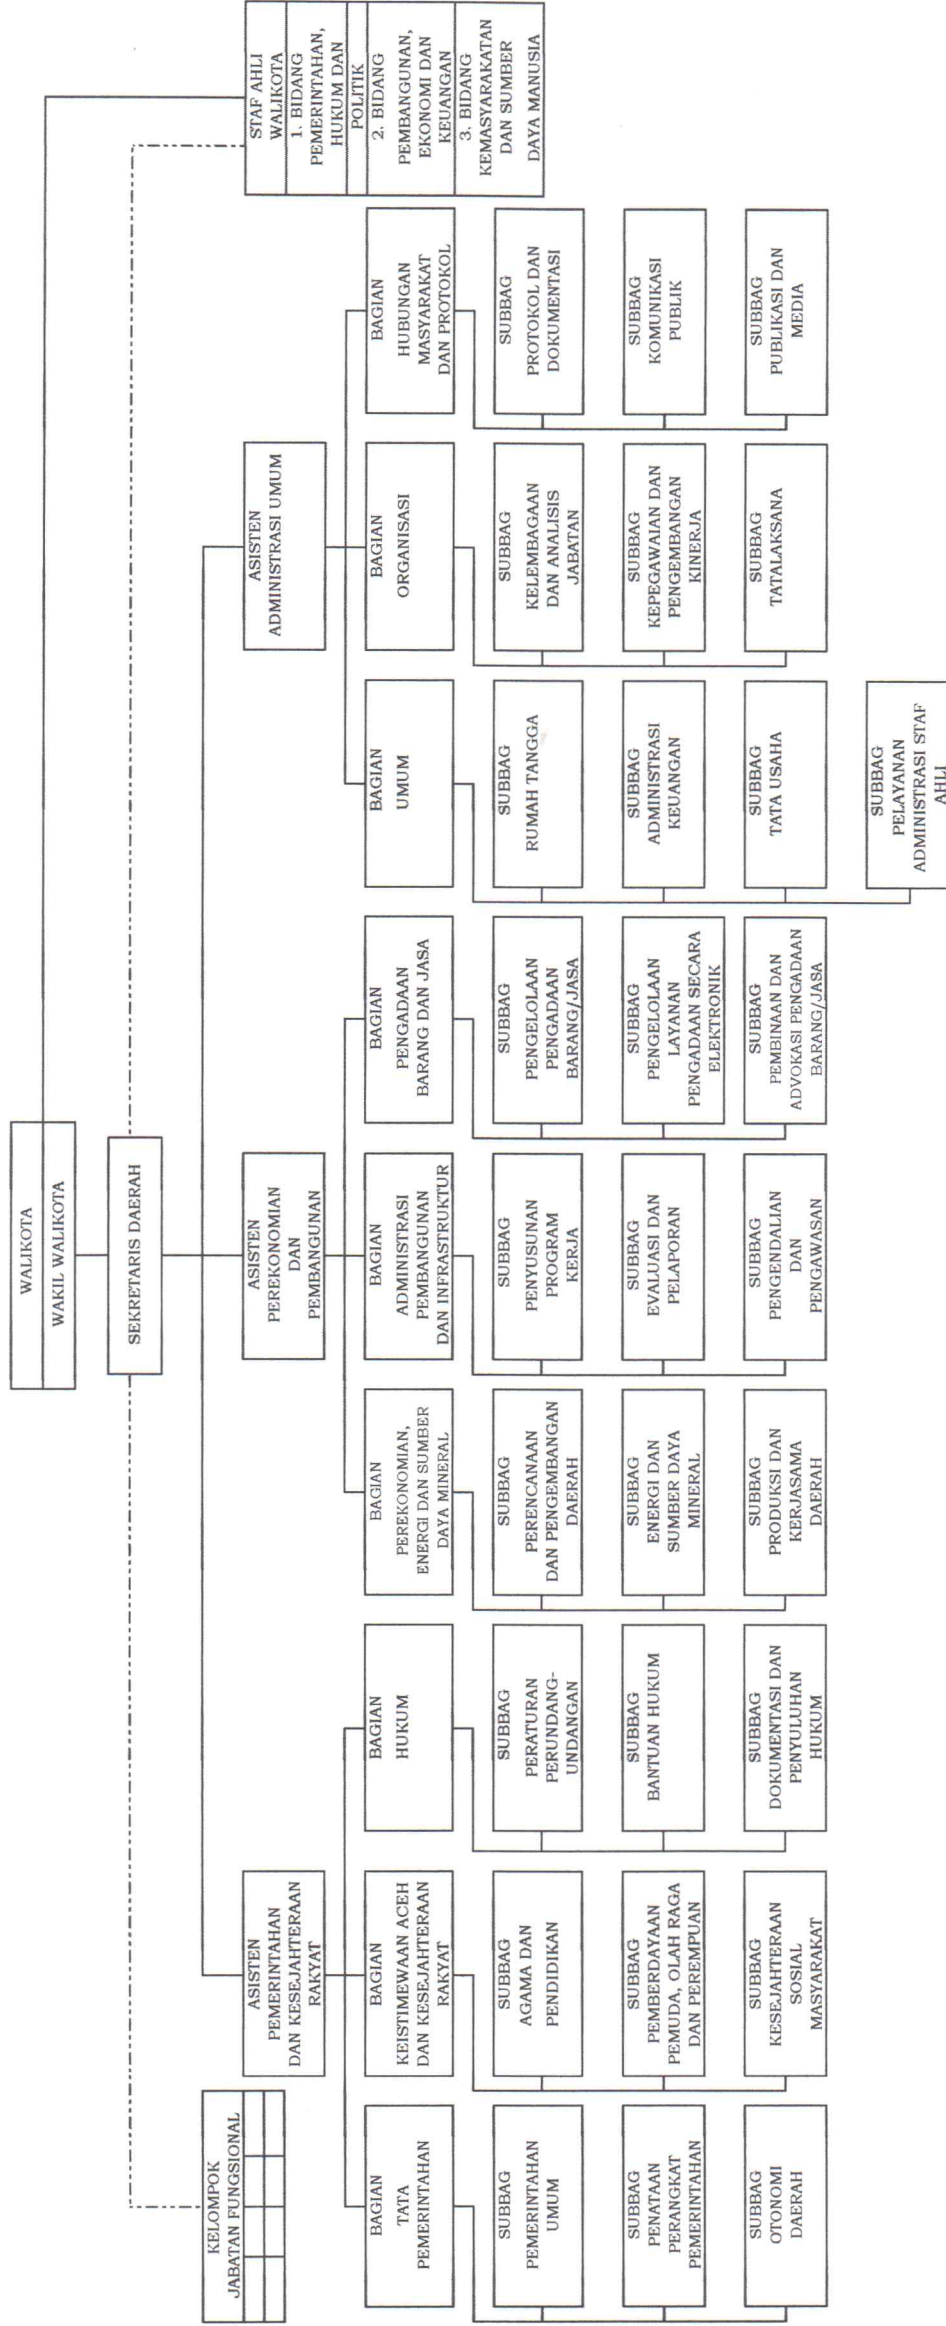 WALIKOTA
WAKIL WALIKOTA
SEKRETARIS DAERAH
KELOMPOK
JABATAN FUNGSIONAL
STAF AHLI
WALIKOTA
1. BIDANG
PEMERINTAHAN,
HUKUM DAN
POLITIK
2. BIDANG
PEMBANGUNAN,
EKONOMI DAN
KEUANGAN
3. BIDANG
KEMASYARAKATAN
DAN SUMBER
DAYA MANUSIA
ASISTEN
PEMERINTAHAN
DAN KESEJAHTERAAN
RAKYAT
ASISTEN
PEREKONOMIAN
DAN
PEMBANGUNAN
ASISTEN
ADMINISTRASI UMUM
BAGIAN
TATA
PEMERINTAHAN
BAGIAN
KEISTIMEWAAN ACEH
DAN KESEJAHTERAAN
RAKYAT
BAGIAN
HUKUM
BAGIAN
PEREKONOMIAN,
ENERGI DAN SUMBER
DAYA MINERAL
BAGIAN
ADMINISTRASI
PEMBANGUNAN
DAN INFRASTRUKTUR
BAGIAN
PENGADAAN
BARANG DAN JASA
BAGIAN
UMUM
BAGIAN
ORGANISASI
BAGIAN
HUBUNGAN
MASYARAKAT
DAN PROTOKOL
SUBBAG
PEMERINTAHAN
UMUM
SUBBAG
AGAMA DAN
PENDIDIKAN
SUBBAG
PERATURAN
PERUNDANG-
UNDANGAN
SUBBAG
PERENCANAAN
DAN PENGEMBANGAN
DAERAH
SUBBAG
PENYUSUNAN
PROGRAM
KERJA
SUBBAG
PENGELOLAAN
PENGADAAN
BARANG/JASA
SUBBAG
RUMAH TANGGA
SUBBAG
KELEMBAGAAN
DAN ANALISIS
JABATAN
SUBBAG
PROTOKOL DAN
DOKUMENTASI
SUBBAG
PENATAAN
PERANGKAT
PEMERINTAHAN
SUBBAG
PEMBERDAYAAN
PEMUDA, OLAH RAGA
DAN PEREMPUAN
SUBBAG
BANTUAN HUKUM
SUBBAG
ENERGI DAN
SUMBER DAYA
MINERAL
SUBBAG
EVALUASI DAN
PELAPORAN
SUBBAG
PENGELOLAAN
LAYANAN
PENGADAAN SECARA
ELEKTRONIK
SUBBAG
ADMINISTRASI
KEUANGAN
SUBBAG
KEPEGAWAIAN DAN
PENGEMBANGAN
KINERJA
SUBBAG
KOMUNIKASI
PUBLIK
SUBBAG
OTONOMI
DAERAH
SUBBAG
KESEJAHTERAAN
SOSIAL
MASYARAKAT
SUBBAG
DOKUMENTASI DAN
PENYULUHAN
HUKUM
SUBBAG
PRODUKSI DAN
KERJASAMA
DAERAH
SUBBAG
PENGENDALIAN
DAN
PENGAWASAN
SUBBAG
PEMBINAAN DAN
ADVOKASI PENGADAAN
BARANG/JASA
SUBBAG
TATA USAHA
SUBBAG
TATALAKSANA
SUBBAG
PUBLIKASI DAN
MEDIA
SUBBAG
PELAYANAN
ADMINISTRASI STAF
AHLI